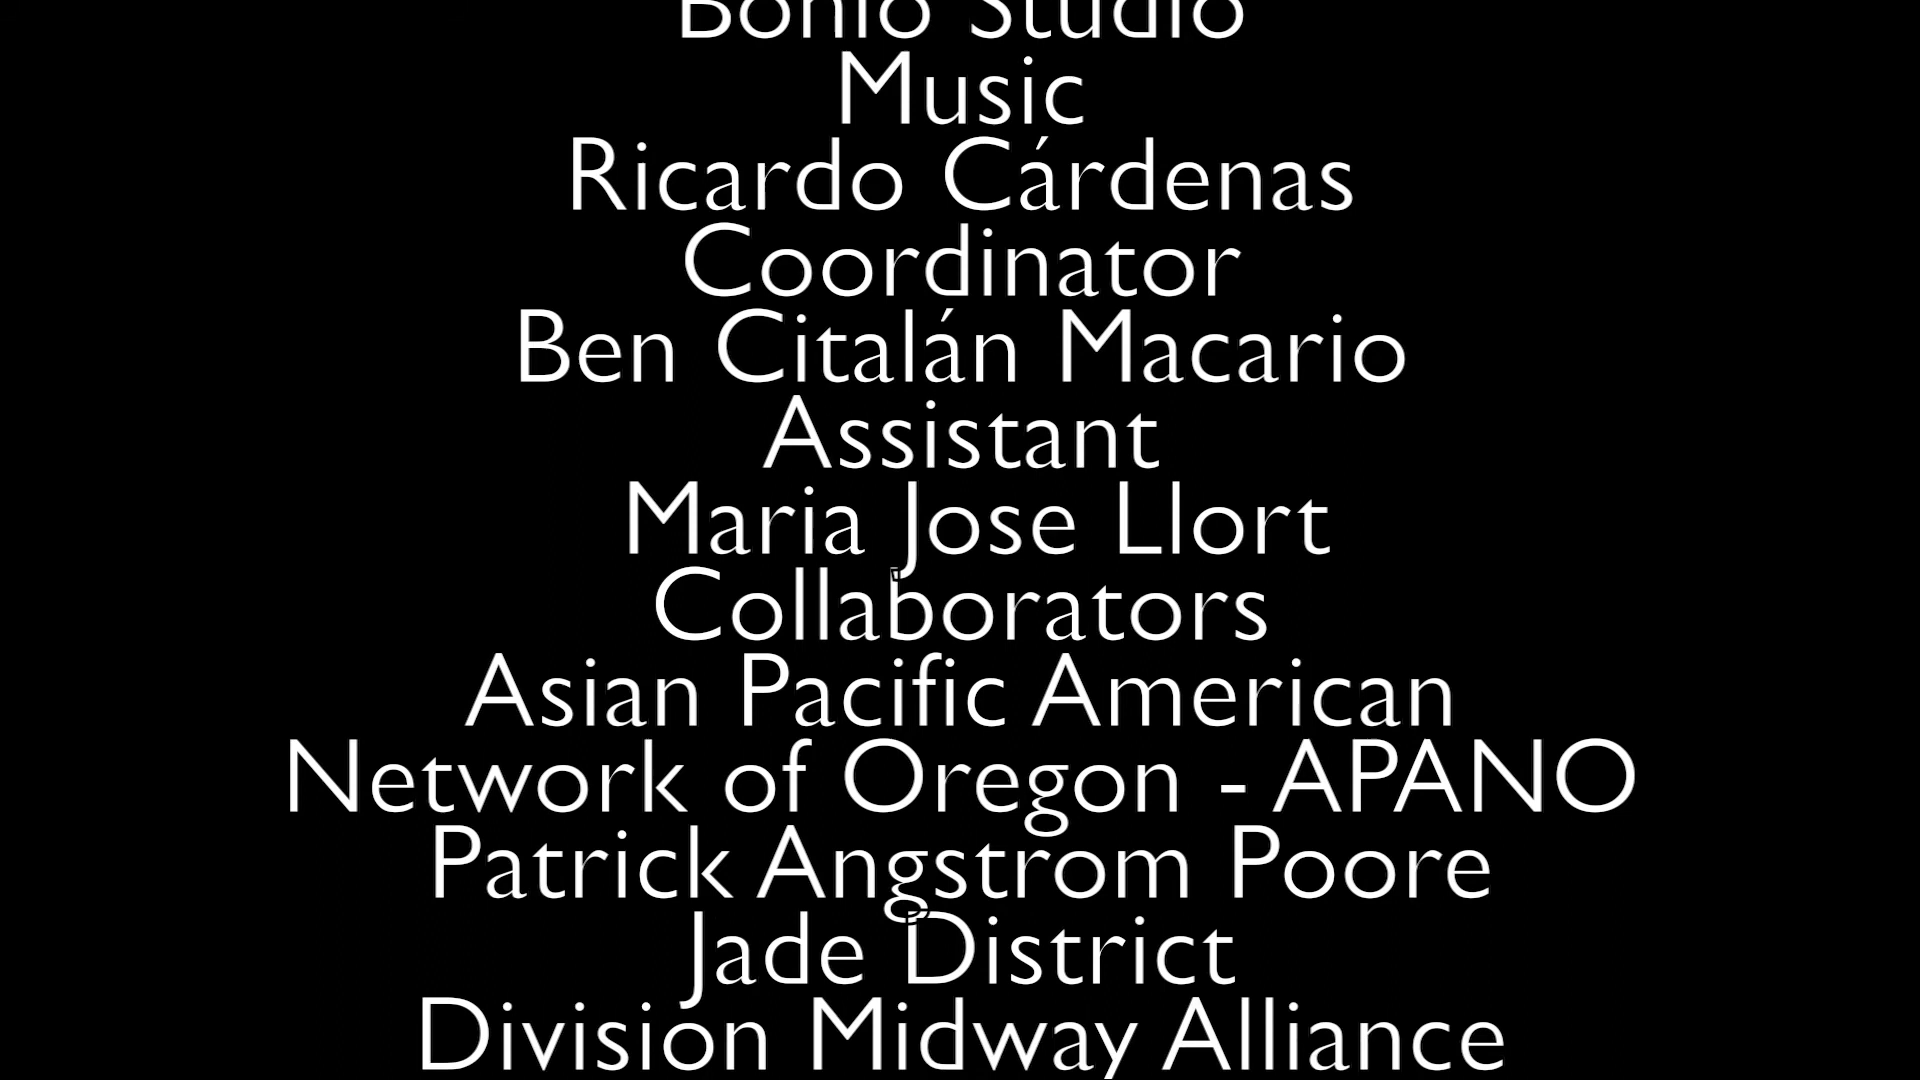 Studio
Music
Ricardo Cárdenas
Coordinator
Ben Citalán Macario
Assistant
Maria Jose Llort
Collaborators
Asian Pacific American
Network of Oregon - APANO
Patrick Angstrom Poore
Jade District
Division Midway Alliance